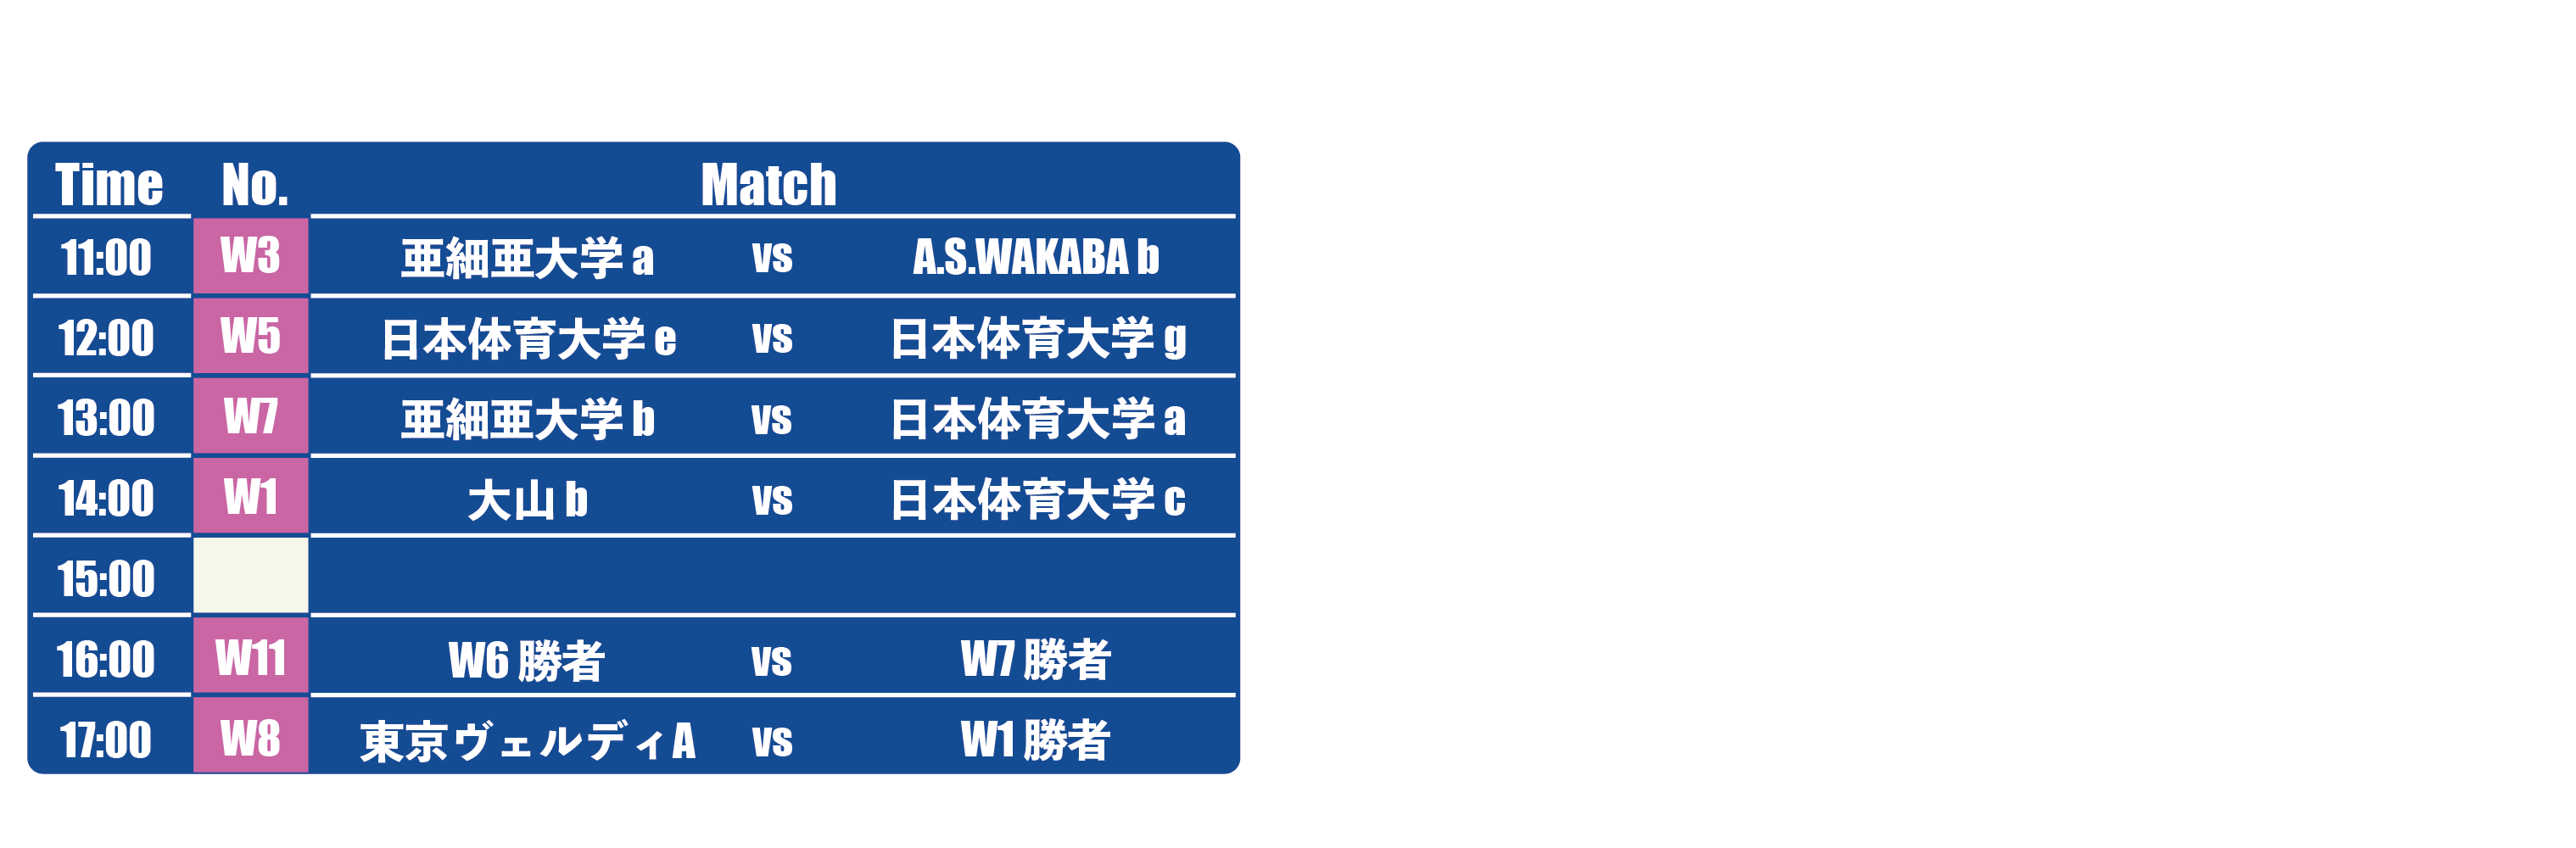 Time No. Match
11:00 W3 亜細亜大学 a vs A.S.WAKABA b
12:00 W5 日本体育大学 e vs 日本体育大学 g
13:00 W7 亜細亜大学 b vs 日本体育大学 a
14:00 W1 大山 b vs 日本体育大学 c
15:00
16:00 W11 W6 勝者 vs W7 勝者
17:00 W8 東京ヴェルディA vs W1 勝者